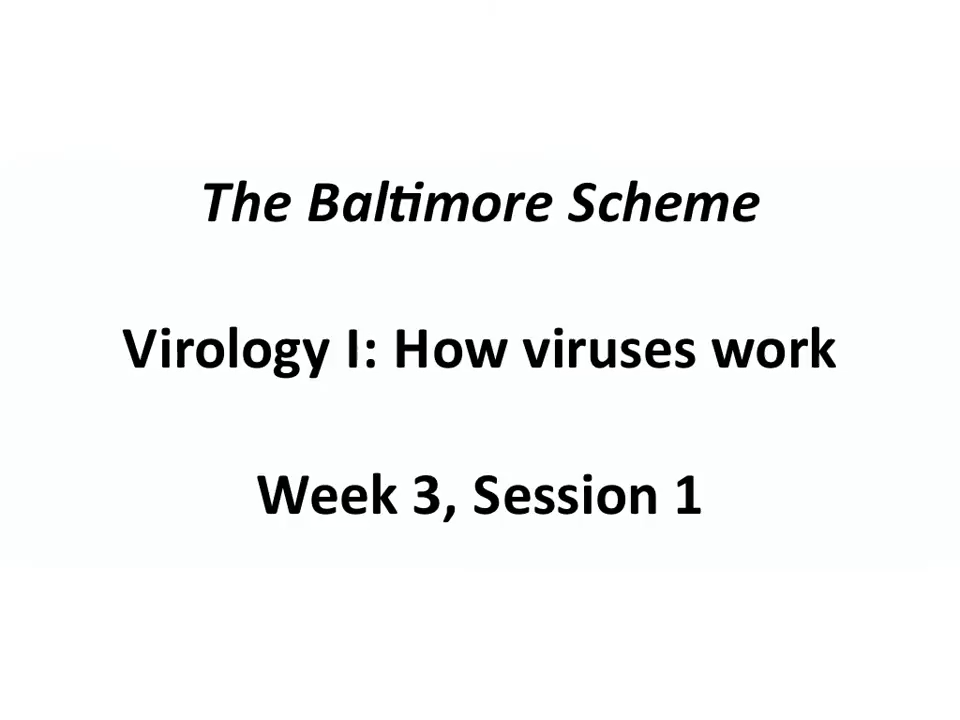 The Baltimore Scheme
Virology I: How viruses work
Week 3, Session 1